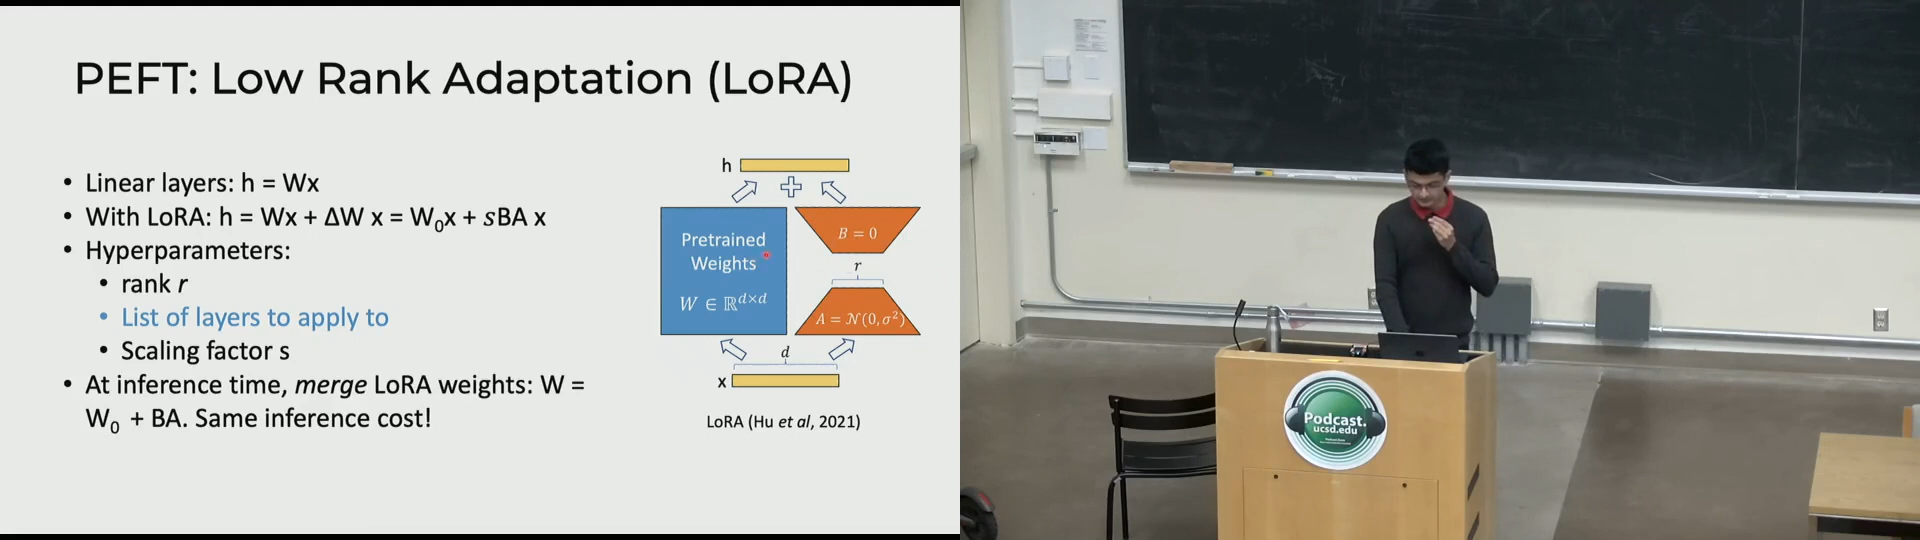 PEFT: Low Rank Adaptation (LoRA)
• Linear layers: h = Wx
• With LoRA: h = Wx + ΔW x = W₀x + sBA x
• Hyperparameters:
• rank r
• List of layers to apply to
• Scaling factor s
• At inference time, merge LoRA weights: W =
W₀ + BA. Same inference cost!
h
Pretrained
Weights
W ∈ ℝ^{d×d}
B = 0
r
A = 𝒩(0, σ²)
d
x
LoRA (Hu et al, 2021)
Podcast.
ucsd.edu